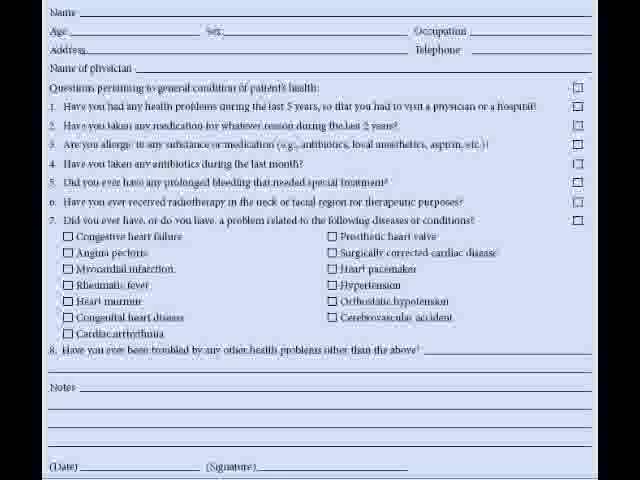 Name
Age Sex Occupation
Address Telephone
Name of physician
Questions pertaining to general condition of patient's health:
1. Have you had any health problems during the last 5 years, so that you had to visit a physician or a hospital?
2. Have you taken any medication for whatever reason during the last 2 years?
3. Are you allergic to any substance or medication (e.g., antibiotics, local anesthetics, aspirin, etc.)?
4. Have you taken any antibiotics during the last month?
5. Did you ever have any prolonged bleeding that needed special treatment?
6. Have you ever received radiotherapy in the neck or facial region for therapeutic purposes?
7. Did you ever have, or do you have, a problem related to the following diseases or conditions?
Congestive heart failure Prosthetic heart valve
Angina pectoris Surgically corrected cardiac disease
Myocardial infarction Heart pacemaker
Rheumatic fever Hypertension
Heart murmur Orthostatic hypotension
Congenital heart disease Cerebrovascular accident
Cardiac arrhythmia
8. Have you ever been troubled by any other health problems other than the above?
Notes
(Date) (Signature)